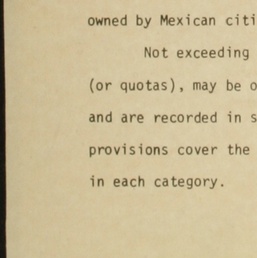 owned by Mexican citi
Not exceeding
(or quotas), may be o
and are recorded in s
provisions cover the
in each category.